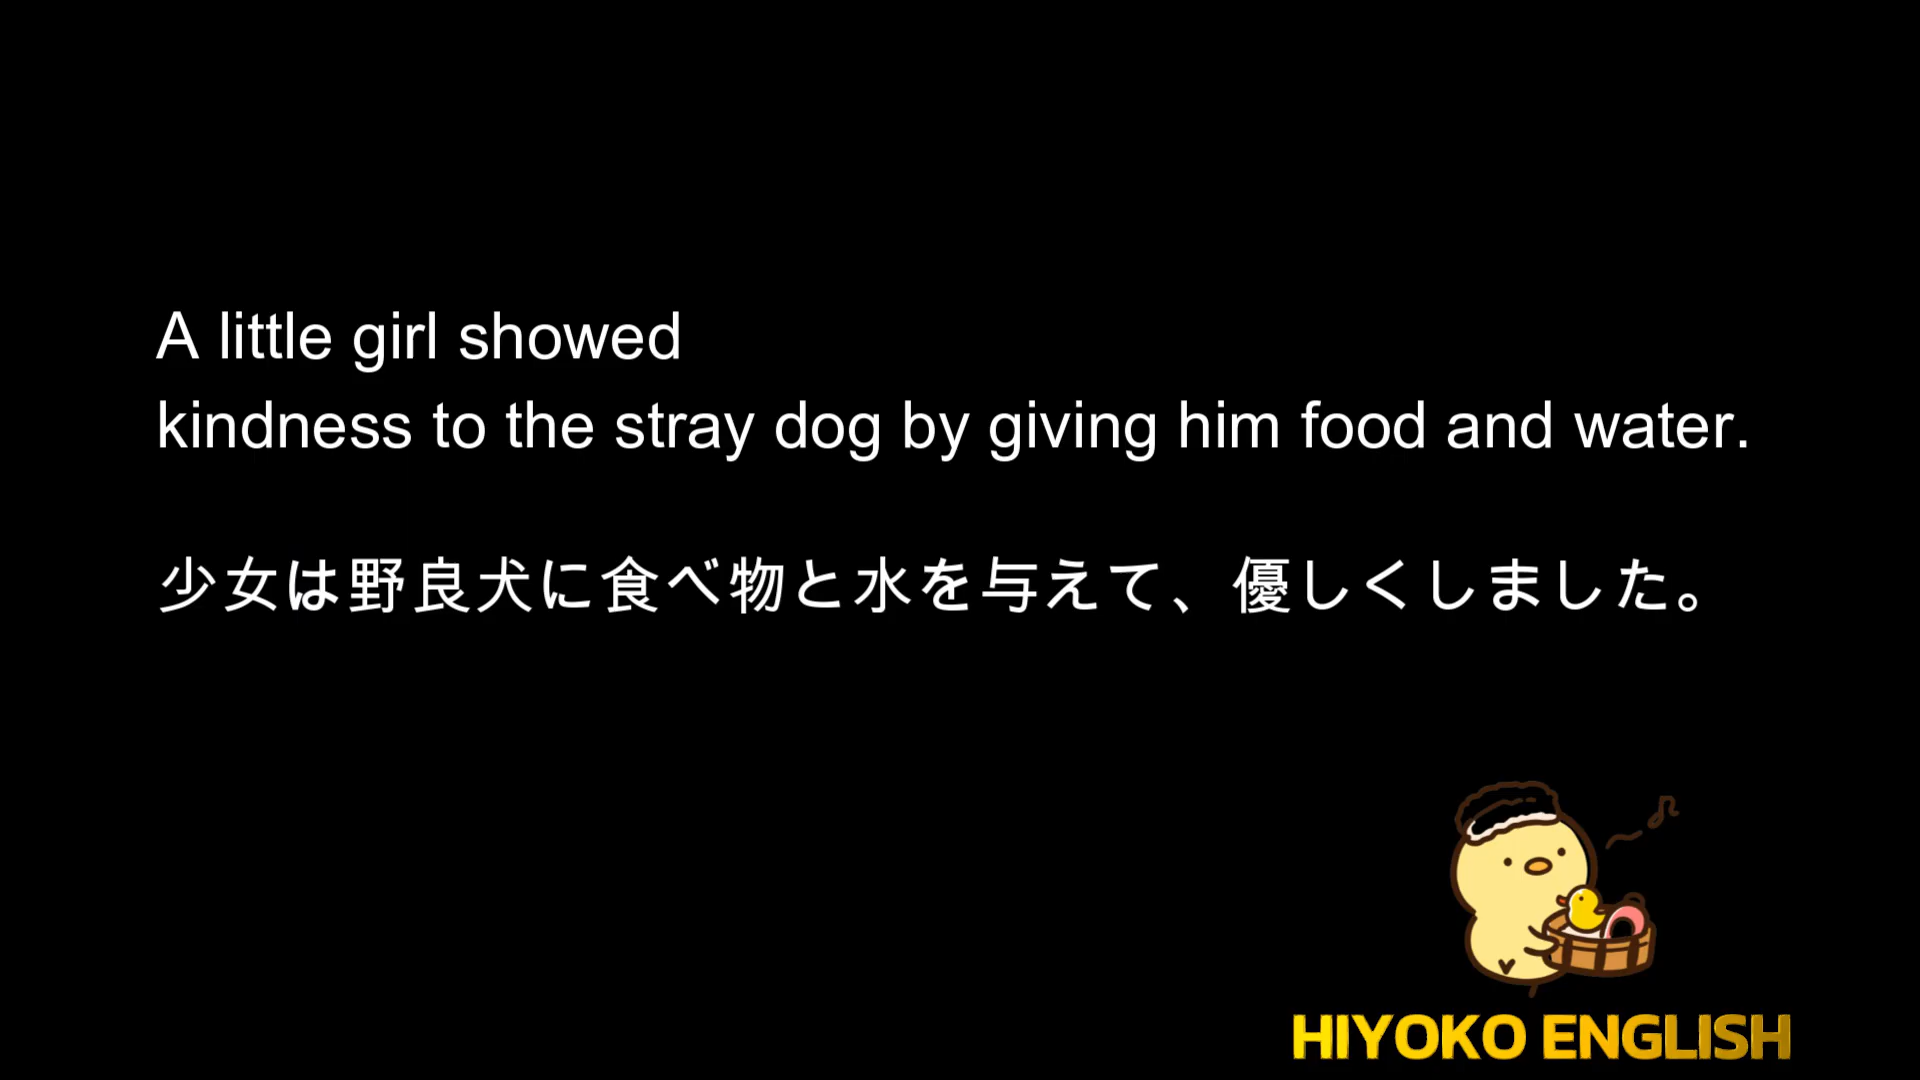 A little girl showed
kindness to the stray dog by giving him food and water.
少女は野良犬に食べ物と水を与えて、優しくしました。
HIYOKO ENGLISH